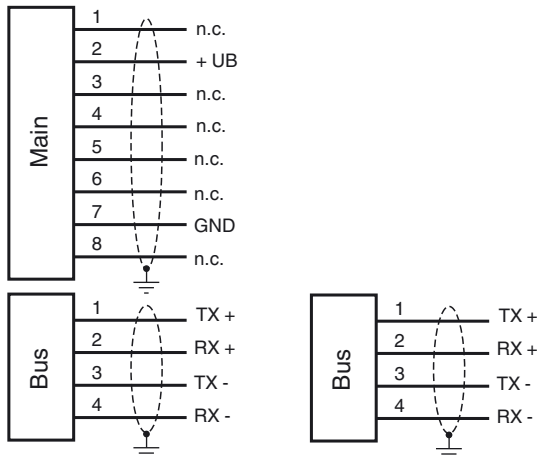 Main
1 n.c.
2 + UB
3 n.c.
4 n.c.
5 n.c.
6 n.c.
7 GND
8 n.c.
Bus
1 TX +
2 RX +
3 TX -
4 RX -
Bus
1 TX +
2 RX +
3 TX -
4 RX -